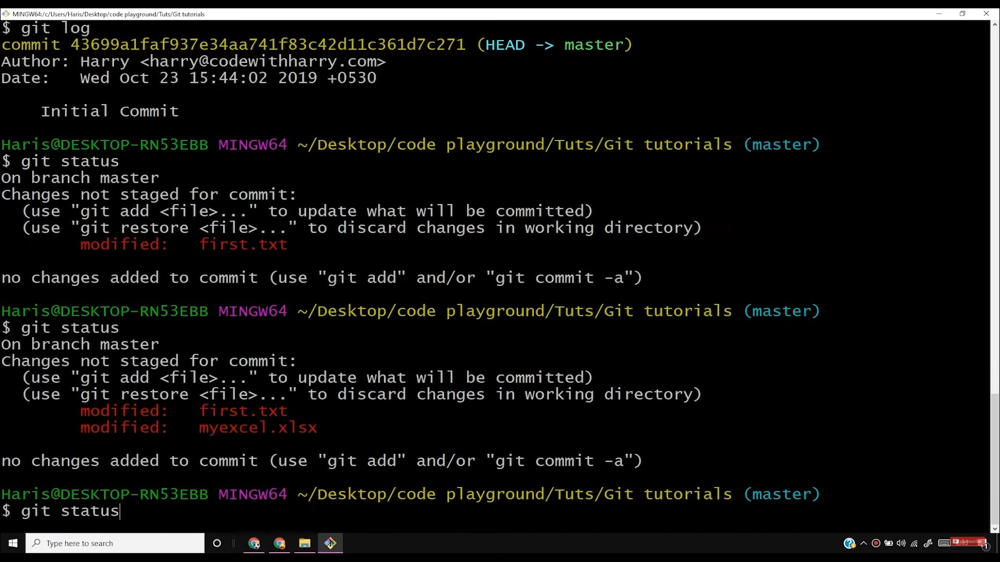 MINGW64:/c/Users/Haris/Desktop/code playground/Tuts/Git tutorials
$ git log
commit 43699a1faf937e34aa741f83c42d11c361d7c271 (HEAD -> master)
Author: Harry <harry@codewithharry.com>
Date:   Wed Oct 23 15:44:02 2019 +0530
    Initial Commit
Haris@DESKTOP-RN53EBB MINGW64 ~/Desktop/code playground/Tuts/Git tutorials (master)
$ git status
On branch master
Changes not staged for commit:
  (use "git add <file>..." to update what will be committed)
  (use "git restore <file>..." to discard changes in working directory)
        modified:   first.txt
no changes added to commit (use "git add" and/or "git commit -a")
Haris@DESKTOP-RN53EBB MINGW64 ~/Desktop/code playground/Tuts/Git tutorials (master)
$ git status
On branch master
Changes not staged for commit:
  (use "git add <file>..." to update what will be committed)
  (use "git restore <file>..." to discard changes in working directory)
        modified:   first.txt
        modified:   myexcel.xlsx
no changes added to commit (use "git add" and/or "git commit -a")
Haris@DESKTOP-RN53EBB MINGW64 ~/Desktop/code playground/Tuts/Git tutorials (master)
$ git status
Type here to search
Subscribe
1